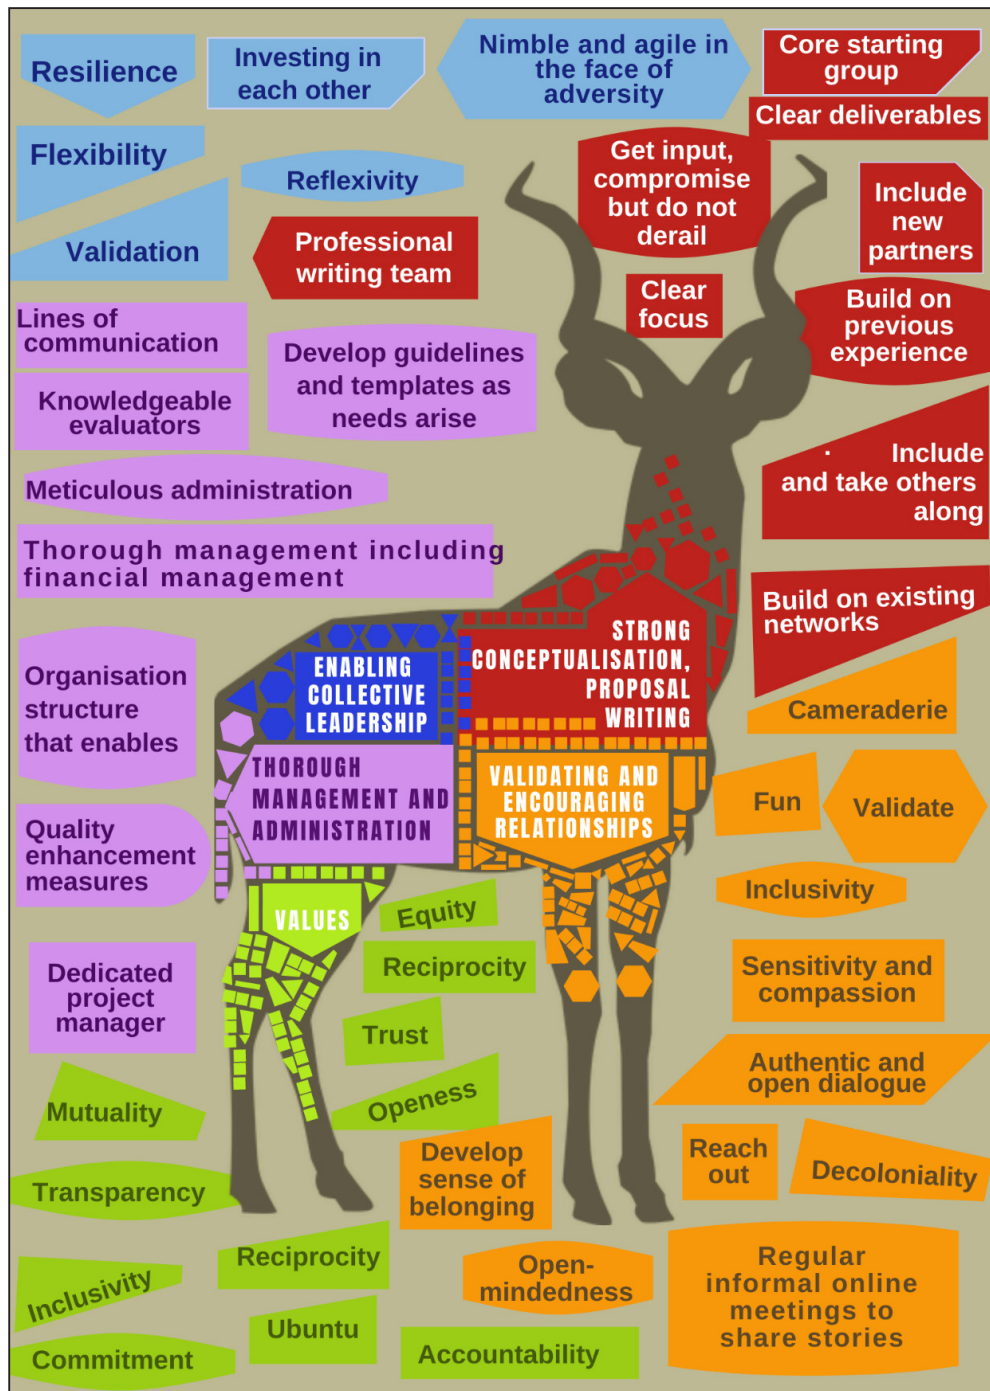 Resilience
Investing in
each other
Nimble and agile in
the face of
adversity
Core starting
group
Clear deliverables
Flexibility
Reflexivity
Get input,
compromise
but do not
derail
Include
new
partners
Validation
Professional
writing team
Clear
focus
Build on
previous
experience
Lines of
communication
Develop guidelines
and templates as
needs arise
Knowledgeable
evaluators
Meticulous administration
· Include
and take others
along
Thorough management including
financial management
Build on existing
networks
Organisation
structure
that enables
ENABLING
COLLECTIVE
LEADERSHIP
STRONG
CONCEPTUALISATION,
PROPOSAL
WRITING
Cameraderie
THOROUGH
MANAGEMENT AND
ADMINISTRATION
VALIDATING AND
ENCOURAGING
RELATIONSHIPS
Fun
Validate
Quality
enhancement
measures
Inclusivity
VALUES
Equity
Reciprocity
Dedicated
project
manager
Sensitivity and
compassion
Trust
Authentic and
open dialogue
Mutuality
Openess
Develop
sense of
belonging
Reach
out
Decoloniality
Transparency
Reciprocity
Inclusivity
Open-
mindedness
Regular
informal online
meetings to
share stories
Ubuntu
Commitment
Accountability